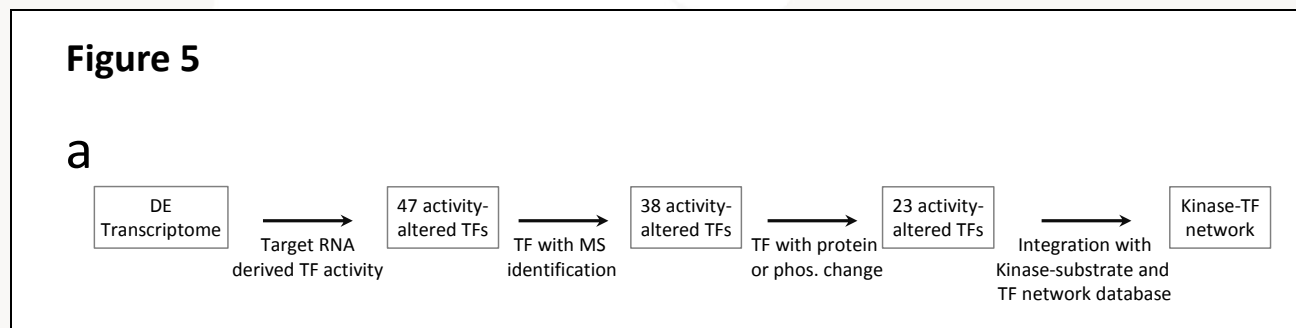 Figure 5
a
DE
Transcriptome
Target RNA
derived TF activity
47 activity-
altered TFs
TF with MS
identification
38 activity-
altered TFs
TF with protein
or phos. change
23 activity-
altered TFs
Integration with
Kinase-substrate and
TF network database
Kinase-TF
network